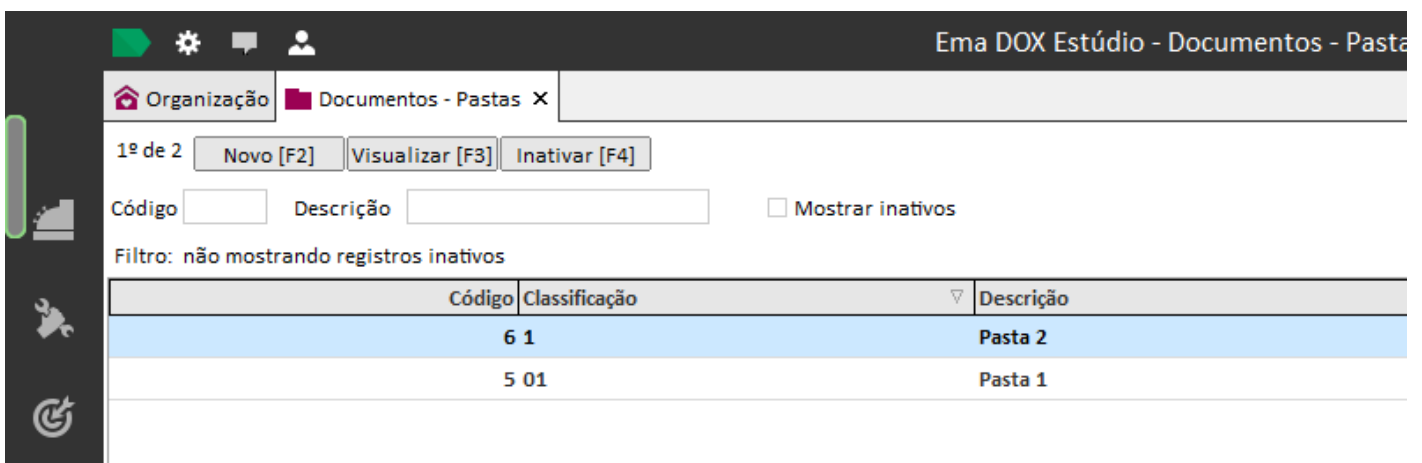 Ema DOX Estúdio - Documentos - Pasta
Organização Documentos - Pastas X
1º de 2 Novo [F2] Visualizar [F3] Inativar [F4]
Código Descrição Mostrar inativos
Filtro: não mostrando registros inativos
Código Classificação Descrição
6 1 Pasta 2
5 01 Pasta 1